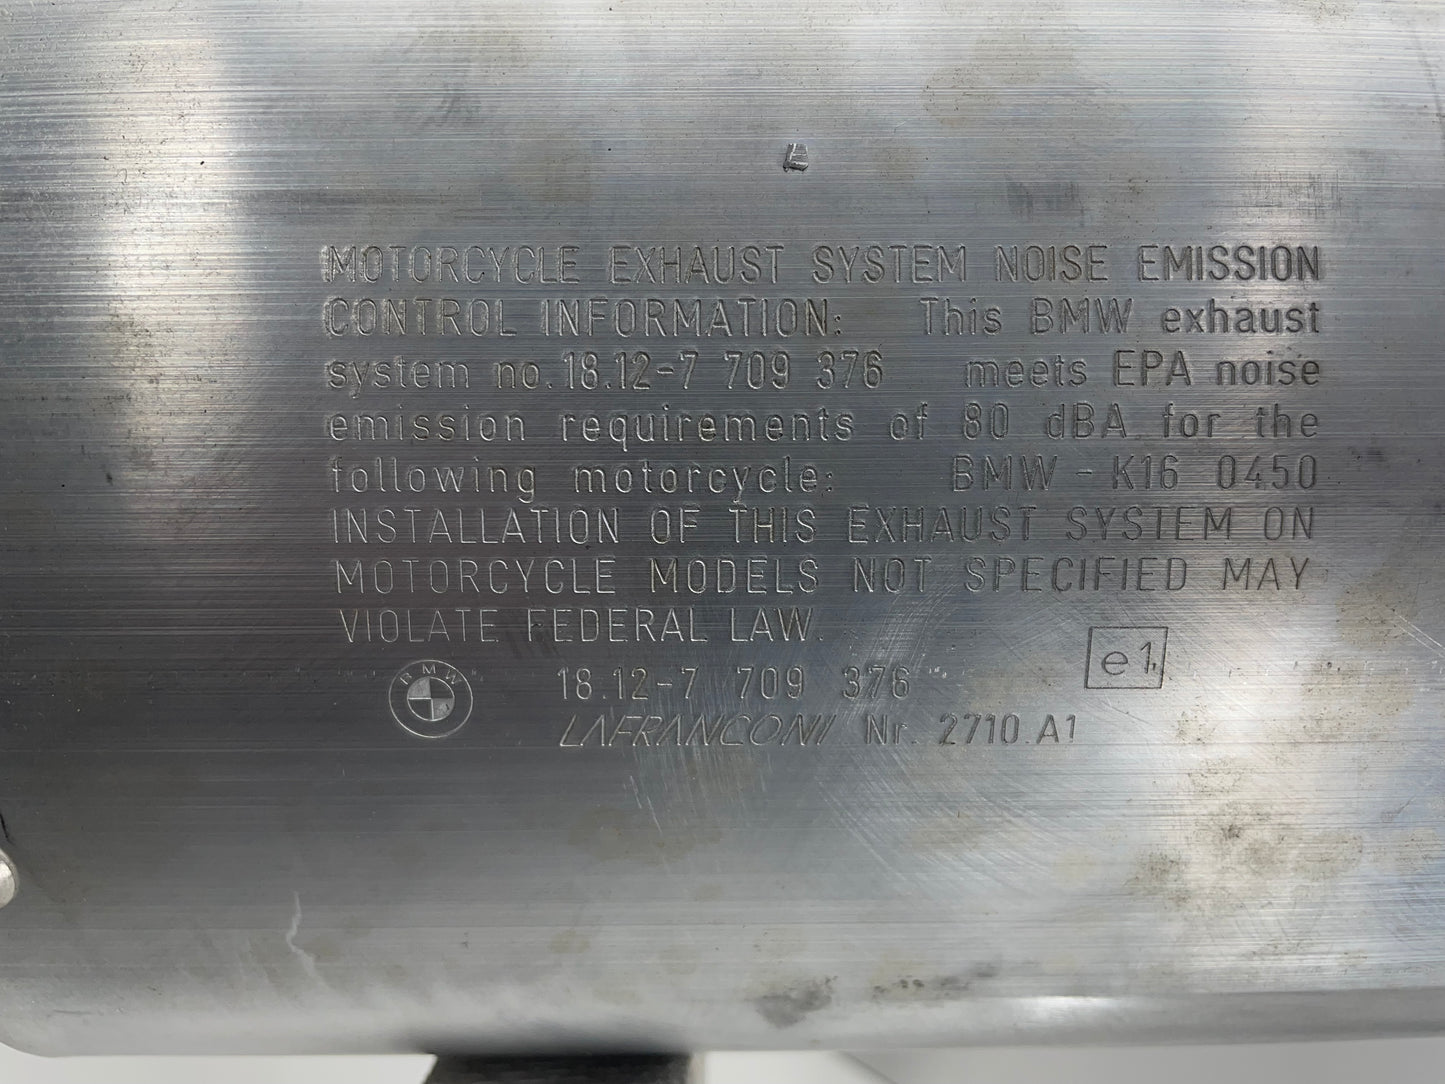 MOTORCYCLE EXHAUST SYSTEM NOISE EMISSION
CONTROL INFORMATION: This BMW exhaust
system no. 18.12-7 709 376 meets EPA noise
emission requirements of 80 dBA for the
following motorcycle: BMW - K16 0450
INSTALLATION OF THIS EXHAUST SYSTEM ON
MOTORCYCLE MODELS NOT SPECIFIED MAY
VIOLATE FEDERAL LAW.
BMW 18.12-7 709 376 e1
LAFRANCONI Nr. 2710.A1